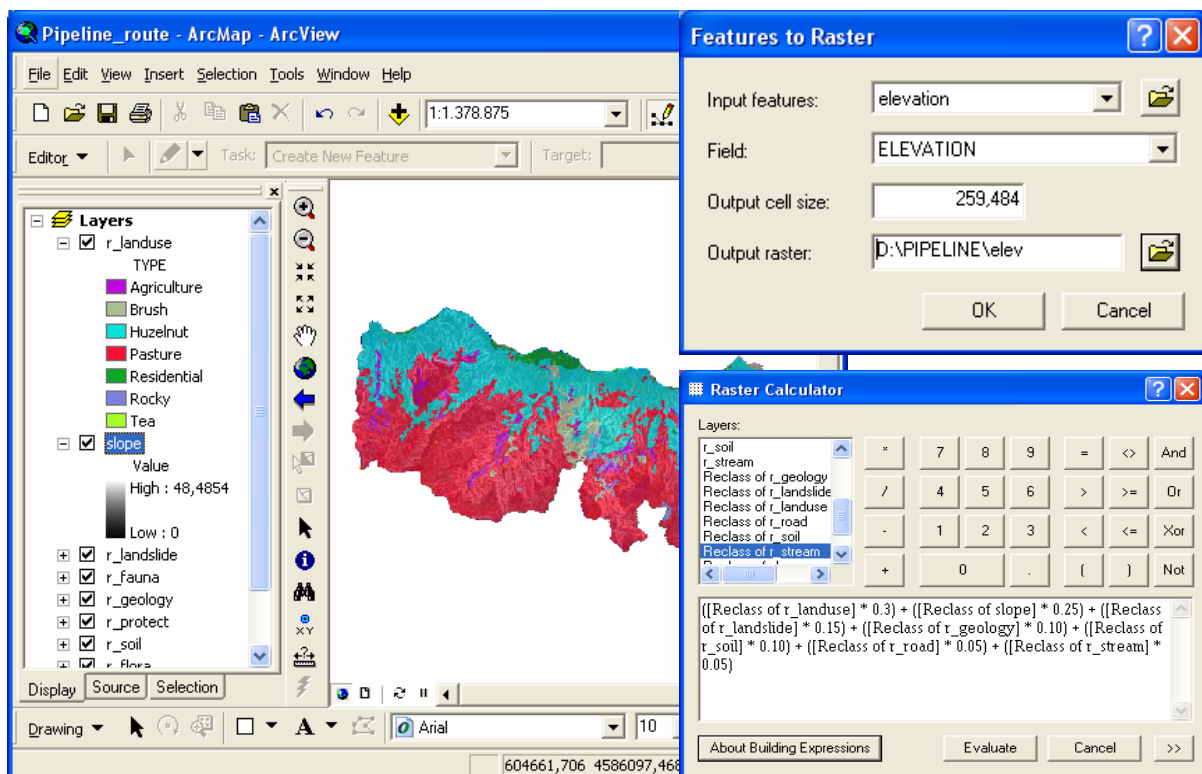 Pipeline_route - ArcMap - ArcView
File Edit View Insert Selection Tools Window Help
1:1.378.875
Editor Task: Create New Feature Target:
Layers
r_landuse
TYPE
Agriculture
Brush
Huzelnut
Pasture
Residential
Rocky
Tea
slope
Value
High : 48,4854
Low : 0
r_landslide
r_fauna
r_geology
r_protect
r_soil
r_flora
Display Source Selection
XY
Drawing A Arial 10
604661,706 4586097,468
Features to Raster
Input features: elevation
Field: ELEVATION
Output cell size: 259,484
Output raster: D:\PIPELINE\elev
OK Cancel
Raster Calculator
Layers:
r_soil
r_stream
Reclass of r_geology
Reclass of r_landslide
Reclass of r_landuse
Reclass of r_road
Reclass of r_soil
Reclass of r_stream
* 7 8 9 = <> And
/ 4 5 6 > >= Or
- 1 2 3 < <= Xor
+ 0 . ( ) Not
([Reclass of r_landuse] * 0.3) + ([Reclass of slope] * 0.25) + ([Reclass
of r_landslide] * 0.15) + ([Reclass of r_geology] * 0.10) + ([Reclass of
r_soil] * 0.10) + ([Reclass of r_road] * 0.05) + ([Reclass of r_stream] *
0.05)
About Building Expressions Evaluate Cancel >>